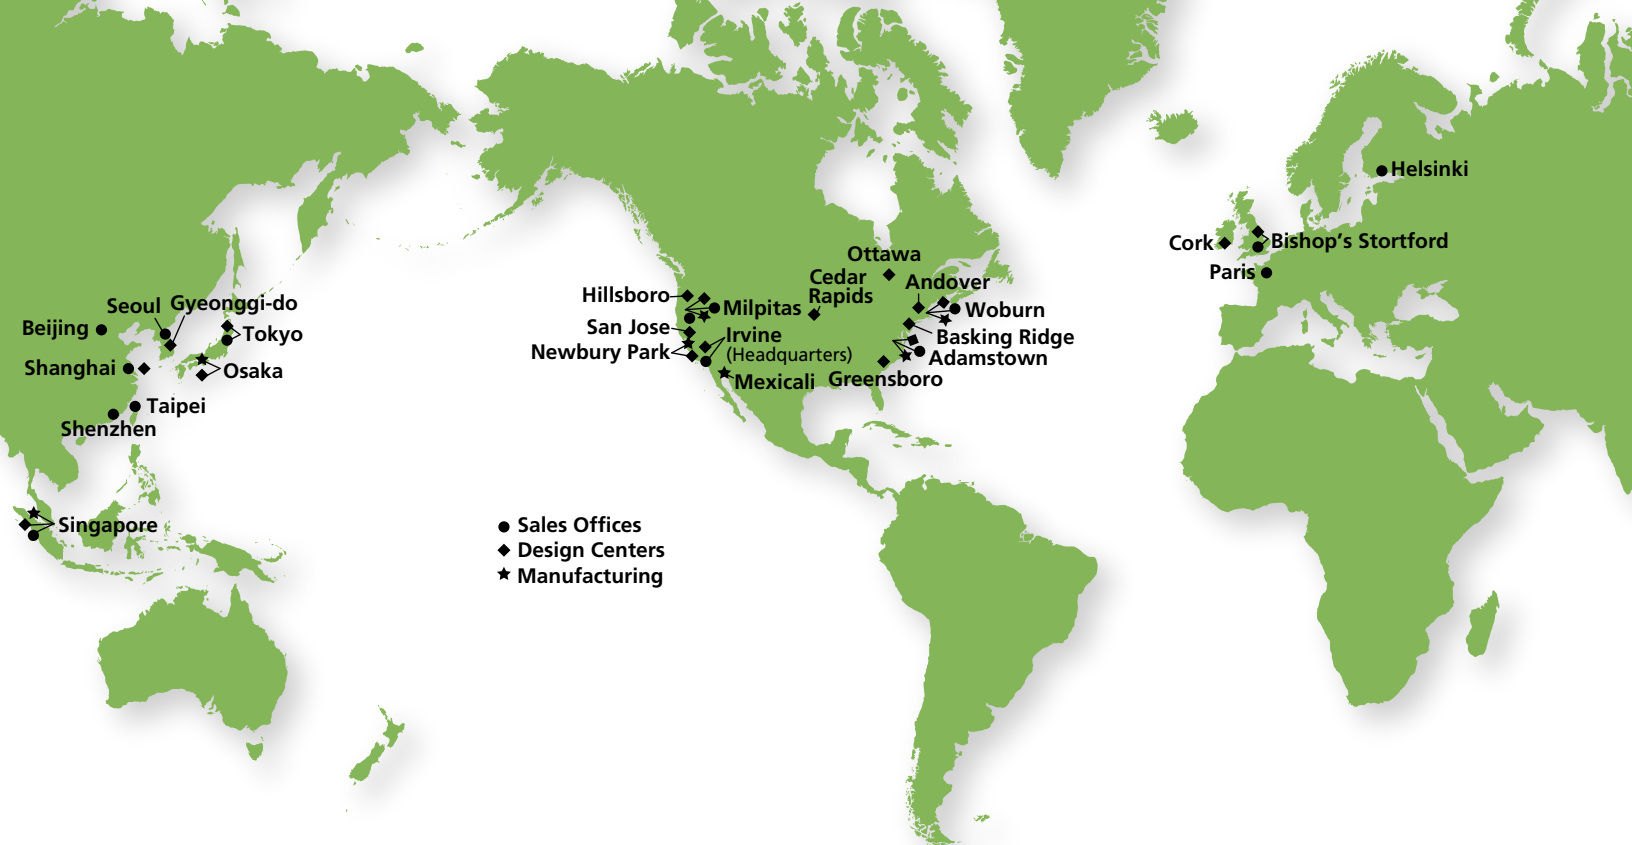 Helsinki
Cork
Bishop's Stortford
Paris
Ottawa
Cedar
Rapids
Andover
Hillsboro
Milpitas
Woburn
San Jose
Irvine
(Headquarters)
Basking Ridge
Newbury Park
Adamstown
Mexicali
Greensboro
Seoul
Gyeonggi-do
Beijing
Tokyo
Shanghai
Osaka
Taipei
Shenzhen
Singapore
Sales Offices
Design Centers
Manufacturing